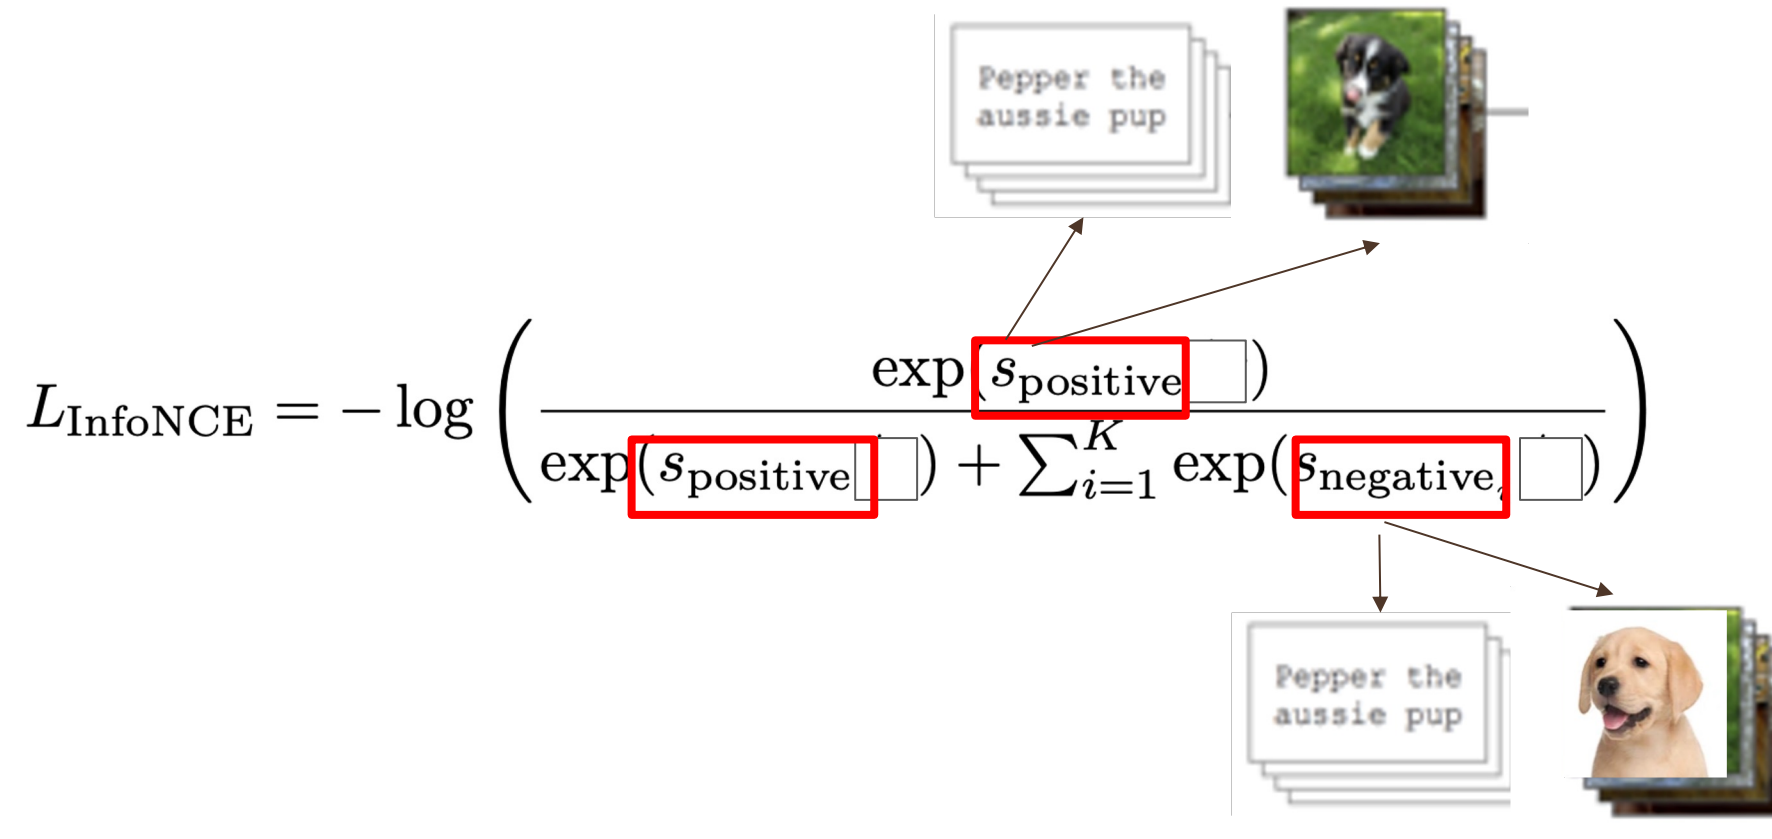 Pepper the
aussie pup
L_InfoNCE = − log ( exp(s_positive ) / exp(s_positive ) + ∑_{i=1}^{K} exp(s_negative, ) )
Pepper the
aussie pup